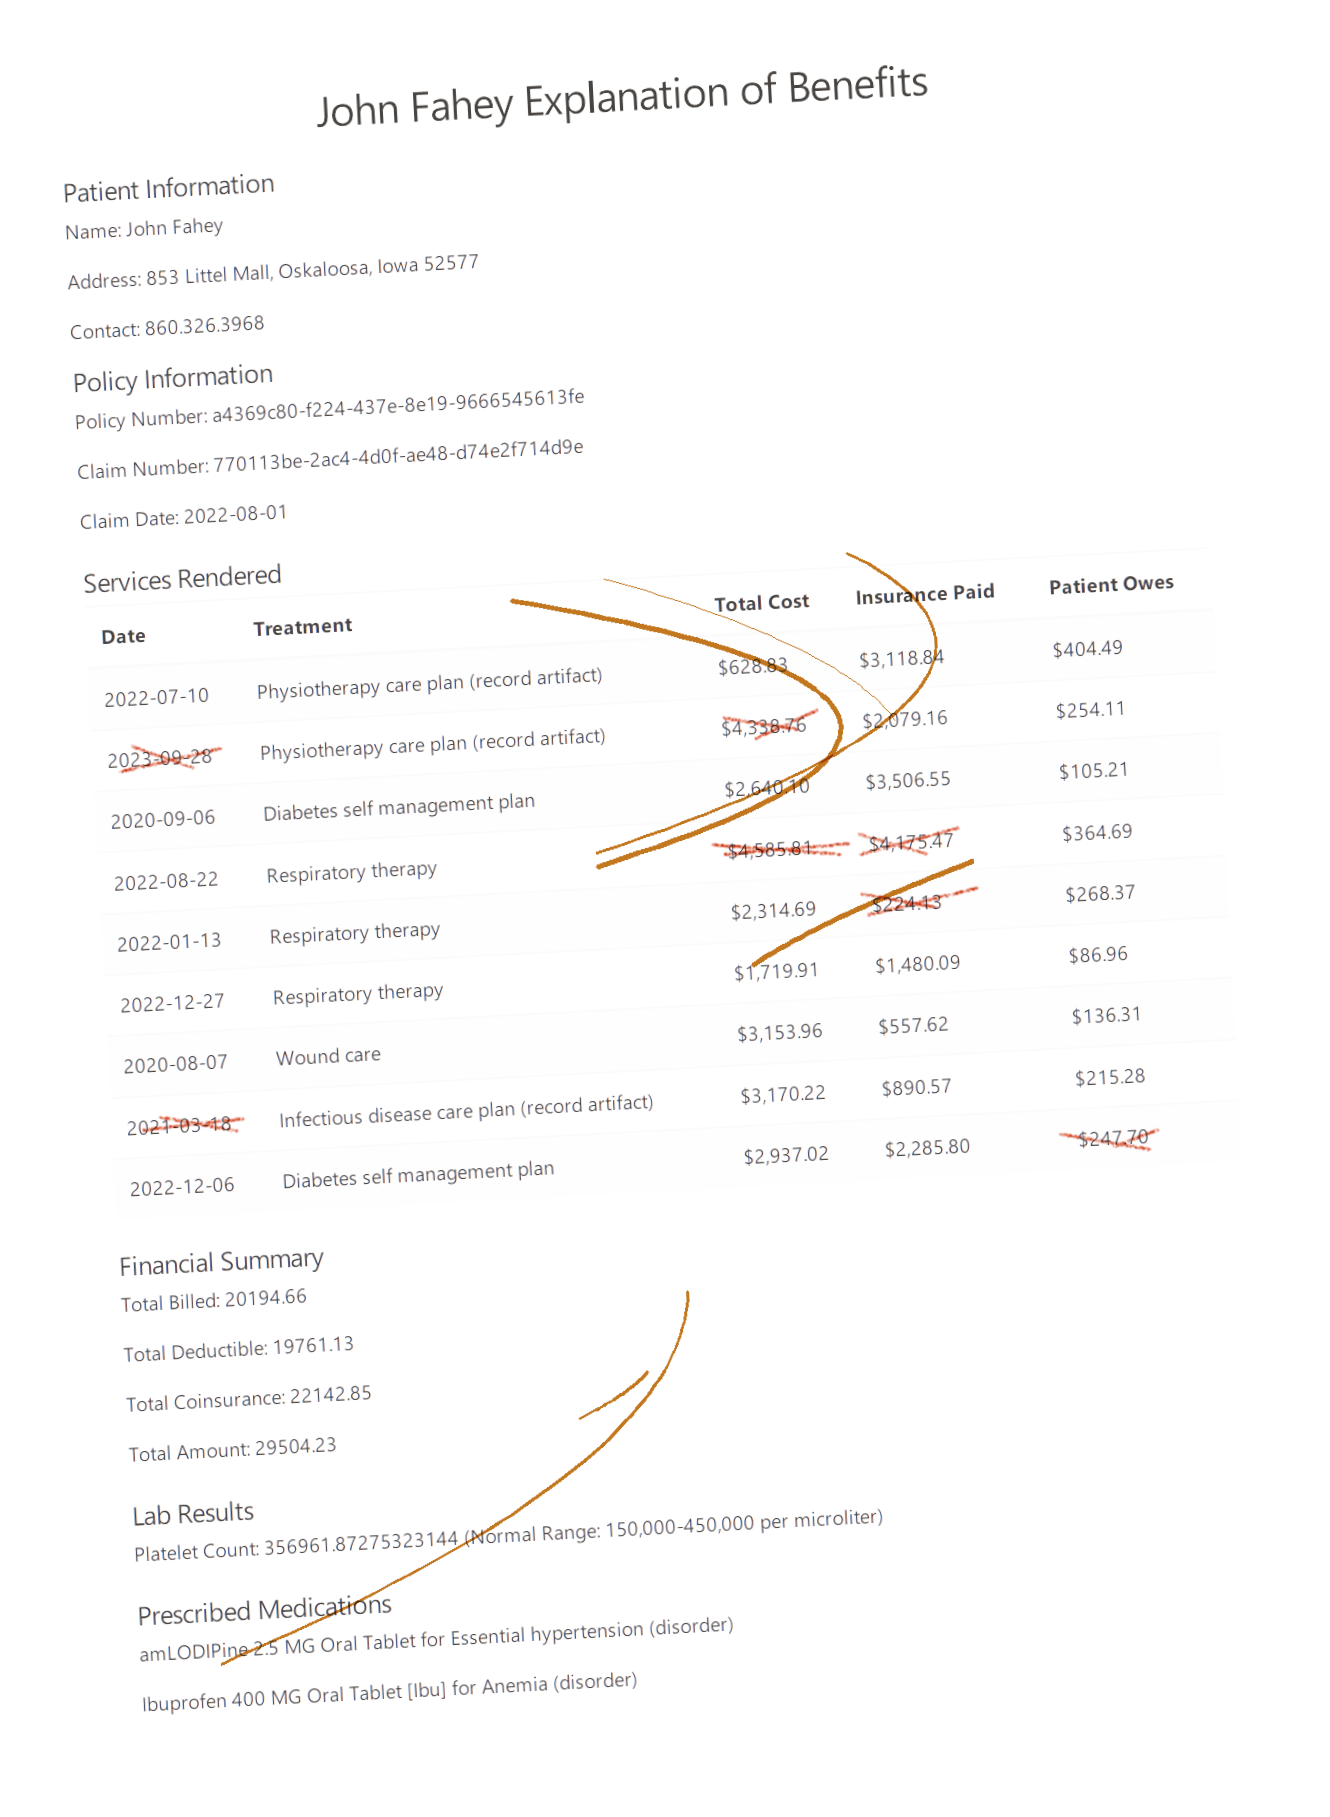 John Fahey Explanation of Benefits
Patient Information
Name: John Fahey
Address: 853 Littel Mall, Oskaloosa, Iowa 52577
Contact: 860.326.3968
Policy Information
Policy Number: a4369c80-f224-437e-8e19-9666545613fe
Claim Number: 770113be-2ac4-4d0f-ae48-d74e2f714d9e
Claim Date: 2022-08-01
Services Rendered
Date Treatment Total Cost Insurance Paid Patient Owes
2022-07-10 Physiotherapy care plan (record artifact) $628.83 $3,118.84 $404.49
2023-09-28 Physiotherapy care plan (record artifact) $4,338.76 $2,079.16 $254.11
2020-09-06 Diabetes self management plan $2,640.10 $3,506.55 $105.21
2022-08-22 Respiratory therapy $4,585.81 $4,175.47 $364.69
2022-01-13 Respiratory therapy $2,314.69 $224.13 $268.37
2022-12-27 Respiratory therapy $1,719.91 $1,480.09 $86.96
2020-08-07 Wound care $3,153.96 $557.62 $136.31
2021-03-18 Infectious disease care plan (record artifact) $3,170.22 $890.57 $215.28
2022-12-06 Diabetes self management plan $2,937.02 $2,285.80 $247.70
Financial Summary
Total Billed: 20194.66
Total Deductible: 19761.13
Total Coinsurance: 22142.85
Total Amount: 29504.23
Lab Results
Platelet Count: 356961.87275323144 (Normal Range: 150,000-450,000 per microliter)
Prescribed Medications
amLODIPine 2.5 MG Oral Tablet for Essential hypertension (disorder)
Ibuprofen 400 MG Oral Tablet [Ibu] for Anemia (disorder)